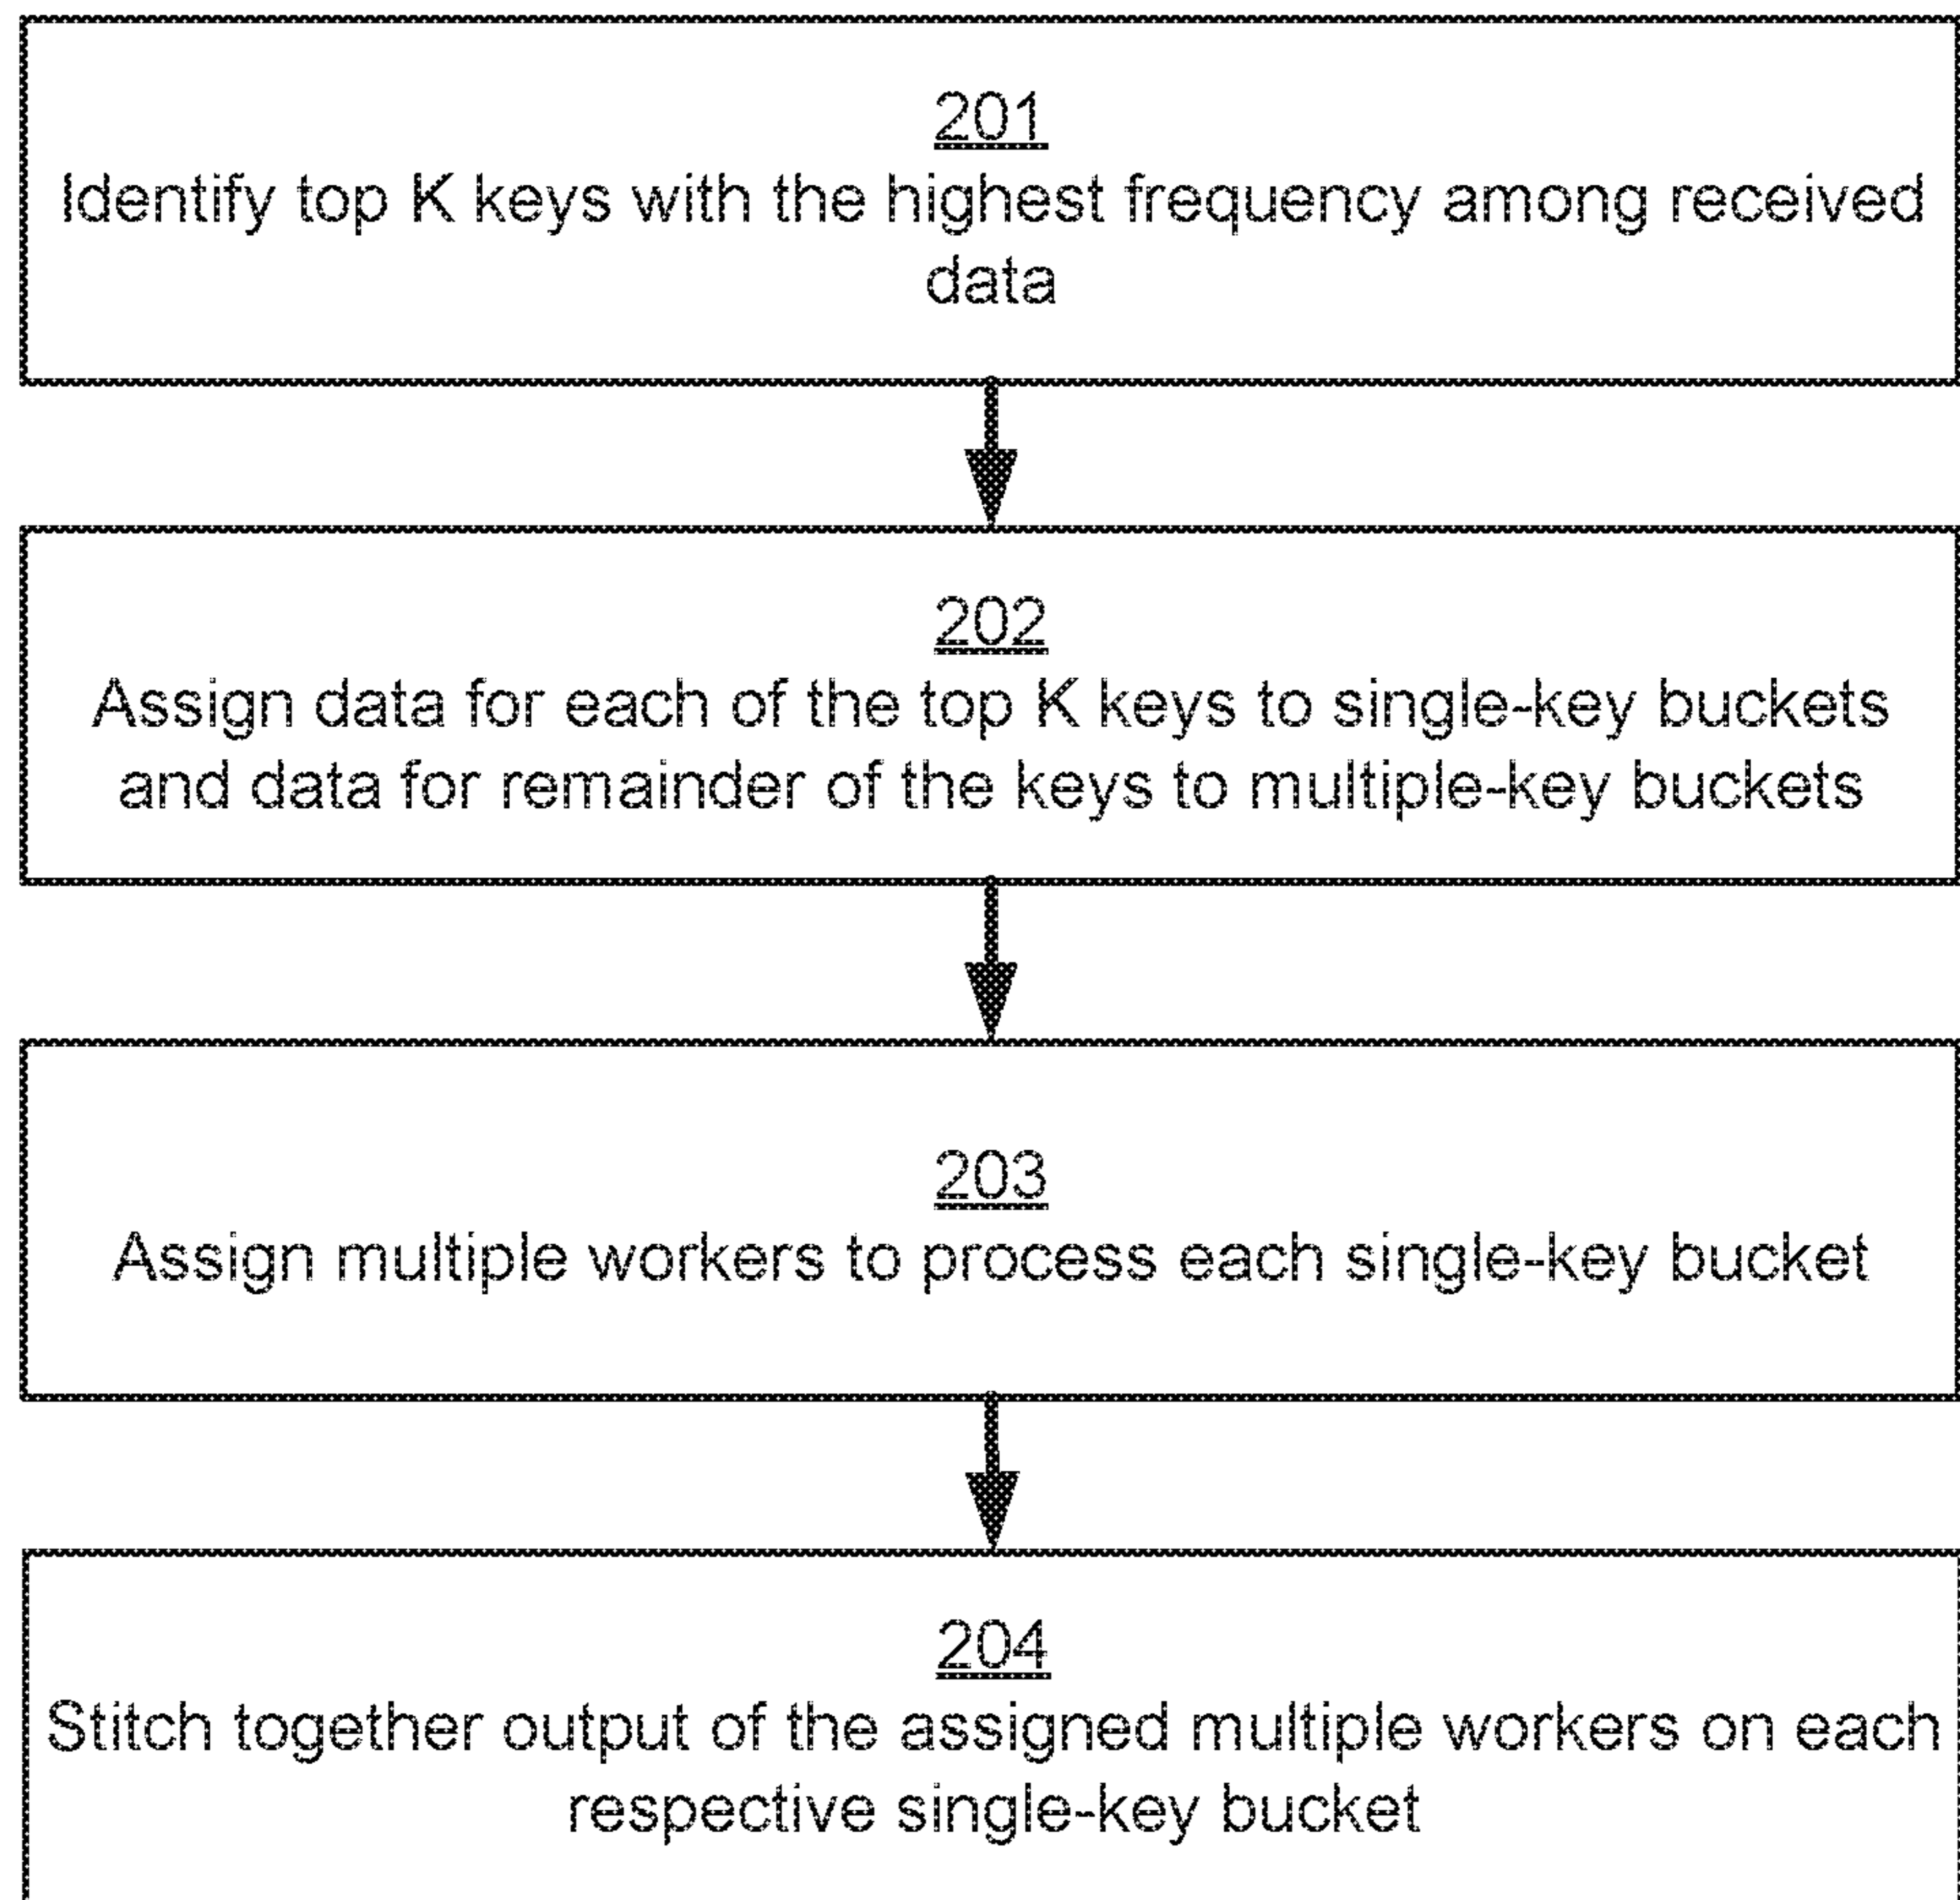 201
Identify top K keys with the highest frequency among received
data
202
Assign data for each of the top K keys to single-key buckets
and data for remainder of the keys to multiple-key buckets
203
Assign multiple workers to process each single-key bucket
204
Stitch together output of the assigned multiple workers on each
respective single-key bucket